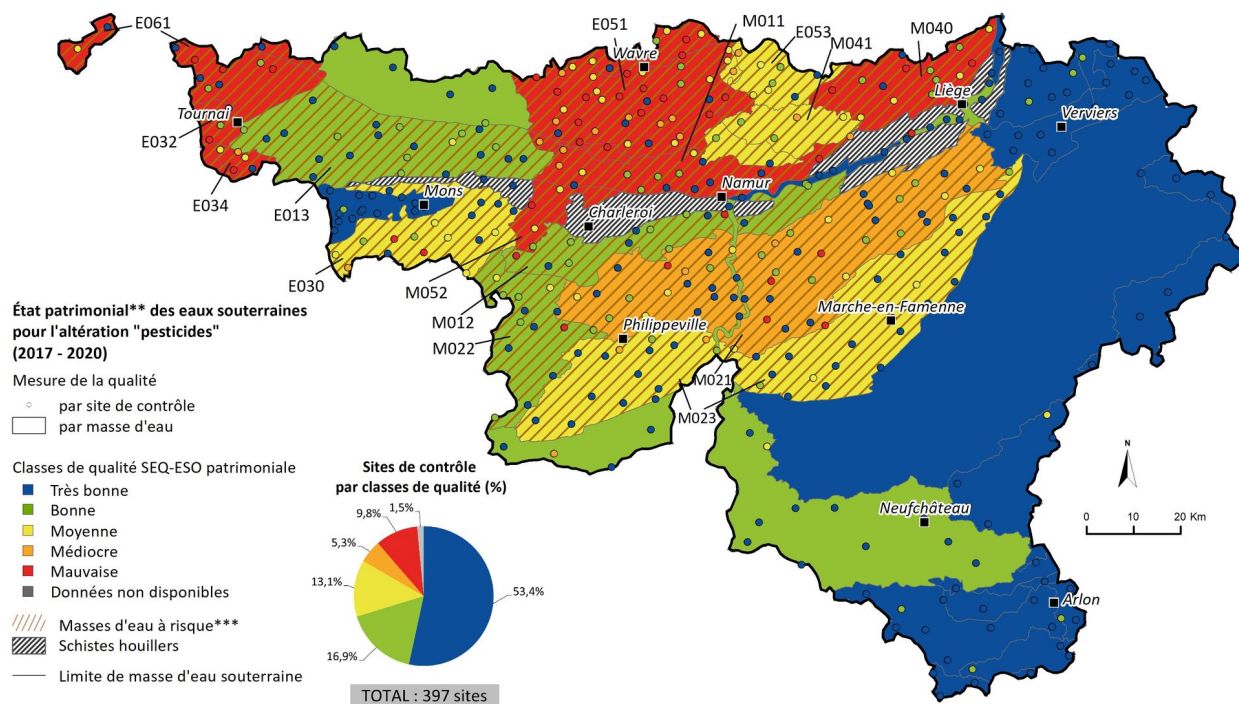 E061
E051
M011
E053
M041
M040
Wavre
Tournai
Liège
Verviers
E032
E034
E013
Mons
Namur
Charleroi
E030
M052
M012
M022
Philippeville
Marche-en-Famenne
M021
M023
Neufchâteau
Arlon
État patrimonial** des eaux souterraines
pour l'altération "pesticides"
(2017 - 2020)
Mesure de la qualité
par site de contrôle
par masse d'eau
Classes de qualité SEQ-ESO patrimoniale
Très bonne
Bonne
Moyenne
Médiocre
Mauvaise
Données non disponibles
Masses d'eau à risque***
Schistes houillers
Limite de masse d'eau souterraine
Sites de contrôle
par classes de qualité (%)
1,5%
9,8%
5,3%
13,1%
53,4%
16,9%
TOTAL : 397 sites
N
0 10 20 Km